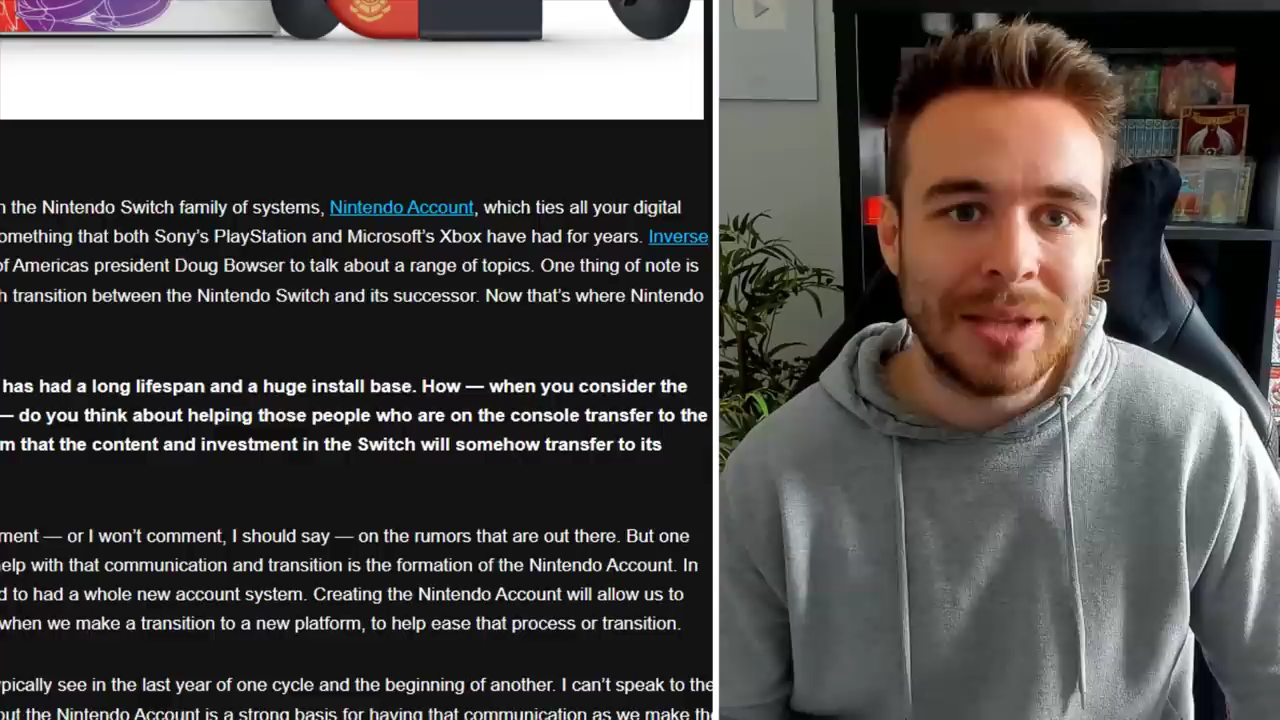 n the Nintendo Switch family of systems, Nintendo Account, which ties all your digital
omething that both Sony’s PlayStation and Microsoft’s Xbox have had for years. Inverse
of Americas president Doug Bowser to talk about a range of topics. One thing of note is
h transition between the Nintendo Switch and its successor. Now that’s where Nintendo
has had a long lifespan and a huge install base. How — when you consider the
— do you think about helping those people who are on the console transfer to the
m that the content and investment in the Switch will somehow transfer to its
ment — or I won’t comment, I should say — on the rumors that are out there. But one
help with that communication and transition is the formation of the Nintendo Account. In
d to had a whole new account system. Creating the Nintendo Account will allow us to
when we make a transition to a new platform, to help ease that process or transition.
ypically see in the last year of one cycle and the beginning of another. I can’t speak to the
out the Nintendo Account is a strong basis for having that communication as we make the